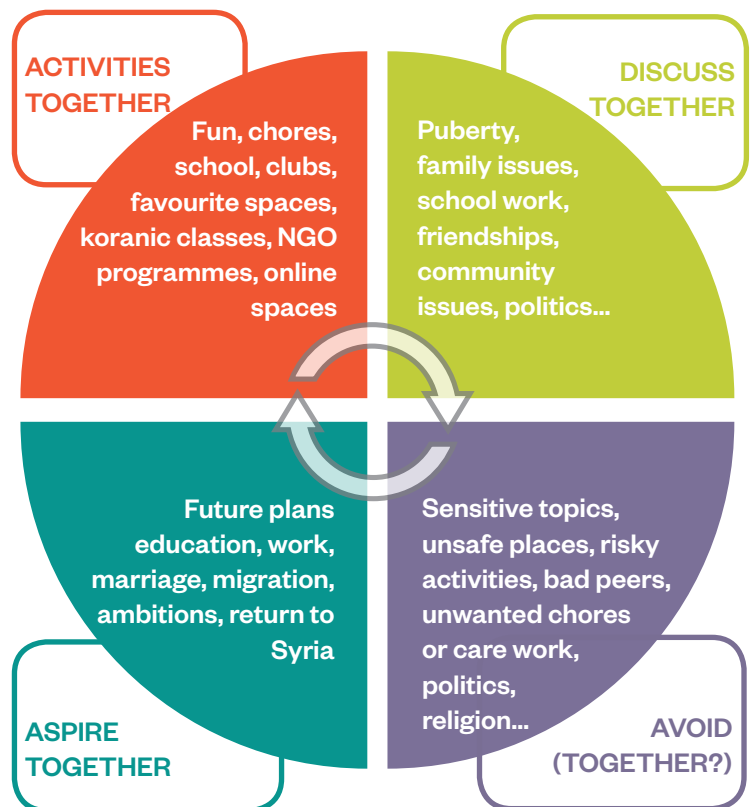 ACTIVITIES
TOGETHER
Fun, chores,
school, clubs,
favourite spaces,
koranic classes, NGO
programmes, online
spaces
DISCUSS
TOGETHER
Puberty,
family issues,
school work,
friendships,
community
issues, politics...
Future plans
education, work,
marriage, migration,
ambitions, return to
Syria
ASPIRE
TOGETHER
Sensitive topics,
unsafe places, risky
activities, bad peers,
unwanted chores
or care work,
politics,
religion...
AVOID
(TOGETHER?)